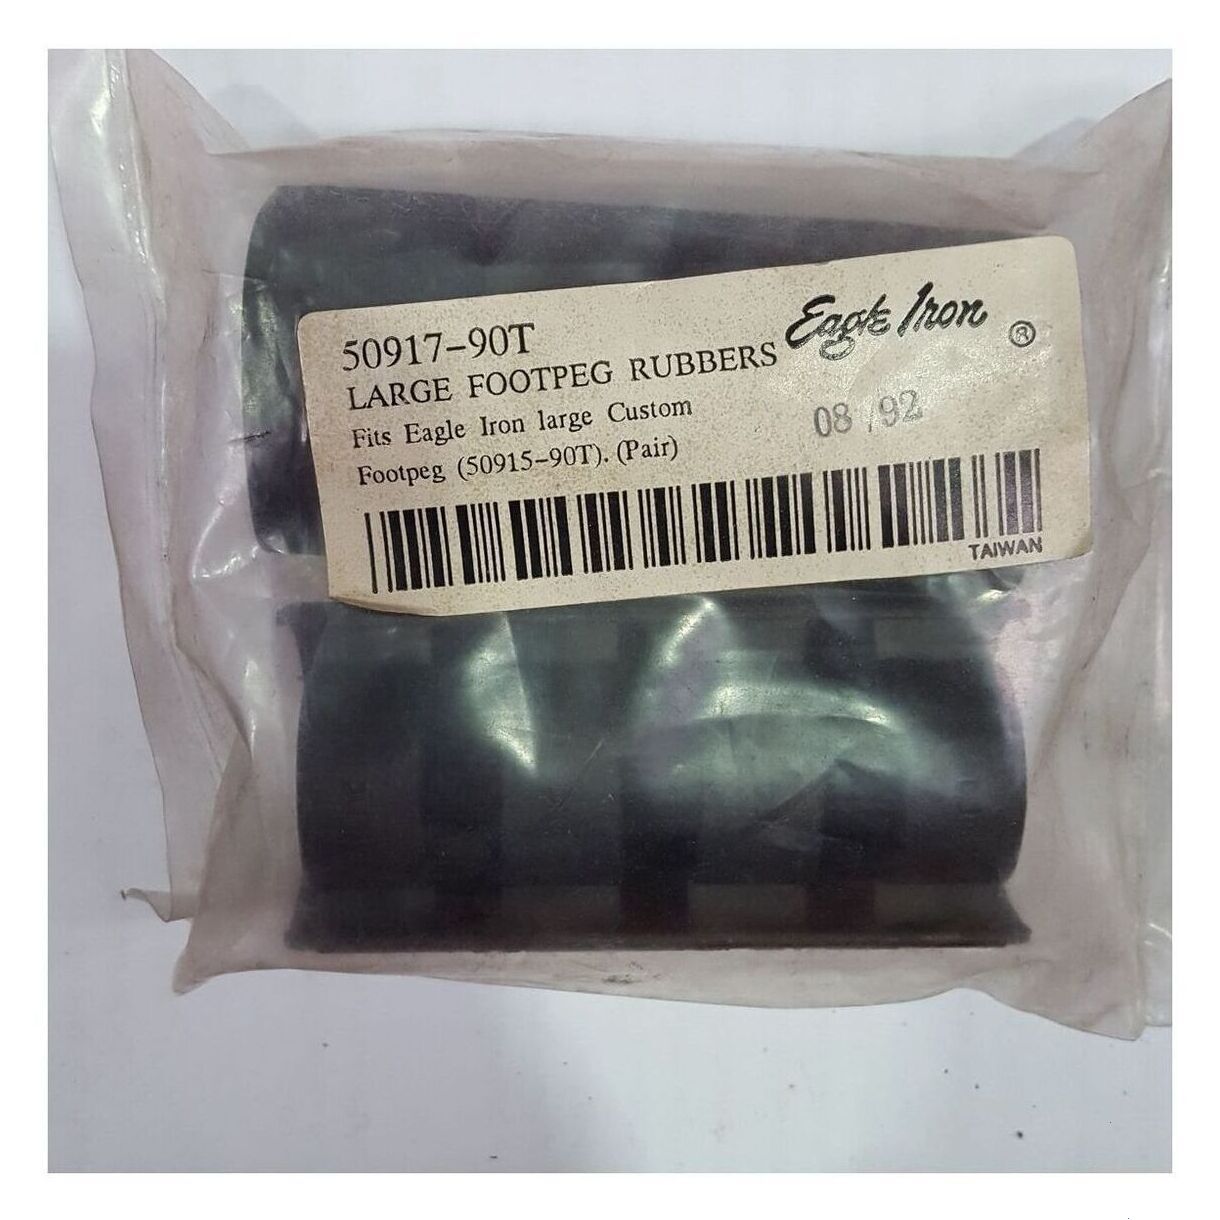 50917-90T
Eagle Iron ®
LARGE FOOTPEG RUBBERS
Fits Eagle Iron large Custom
08/92
Footpeg (50915-90T). (Pair)
TAIWAN